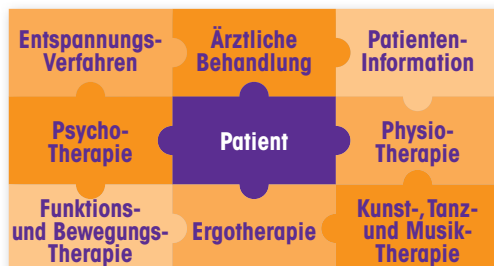 Entspannungs-
Verfahren
Ärztliche
Behandlung
Patienten-
Information
Psycho-
Therapie
Patient
Physio-
Therapie
Funktions-
und Bewegungs-
Therapie
Ergotherapie
Kunst-, Tanz-
und Musik-
Therapie